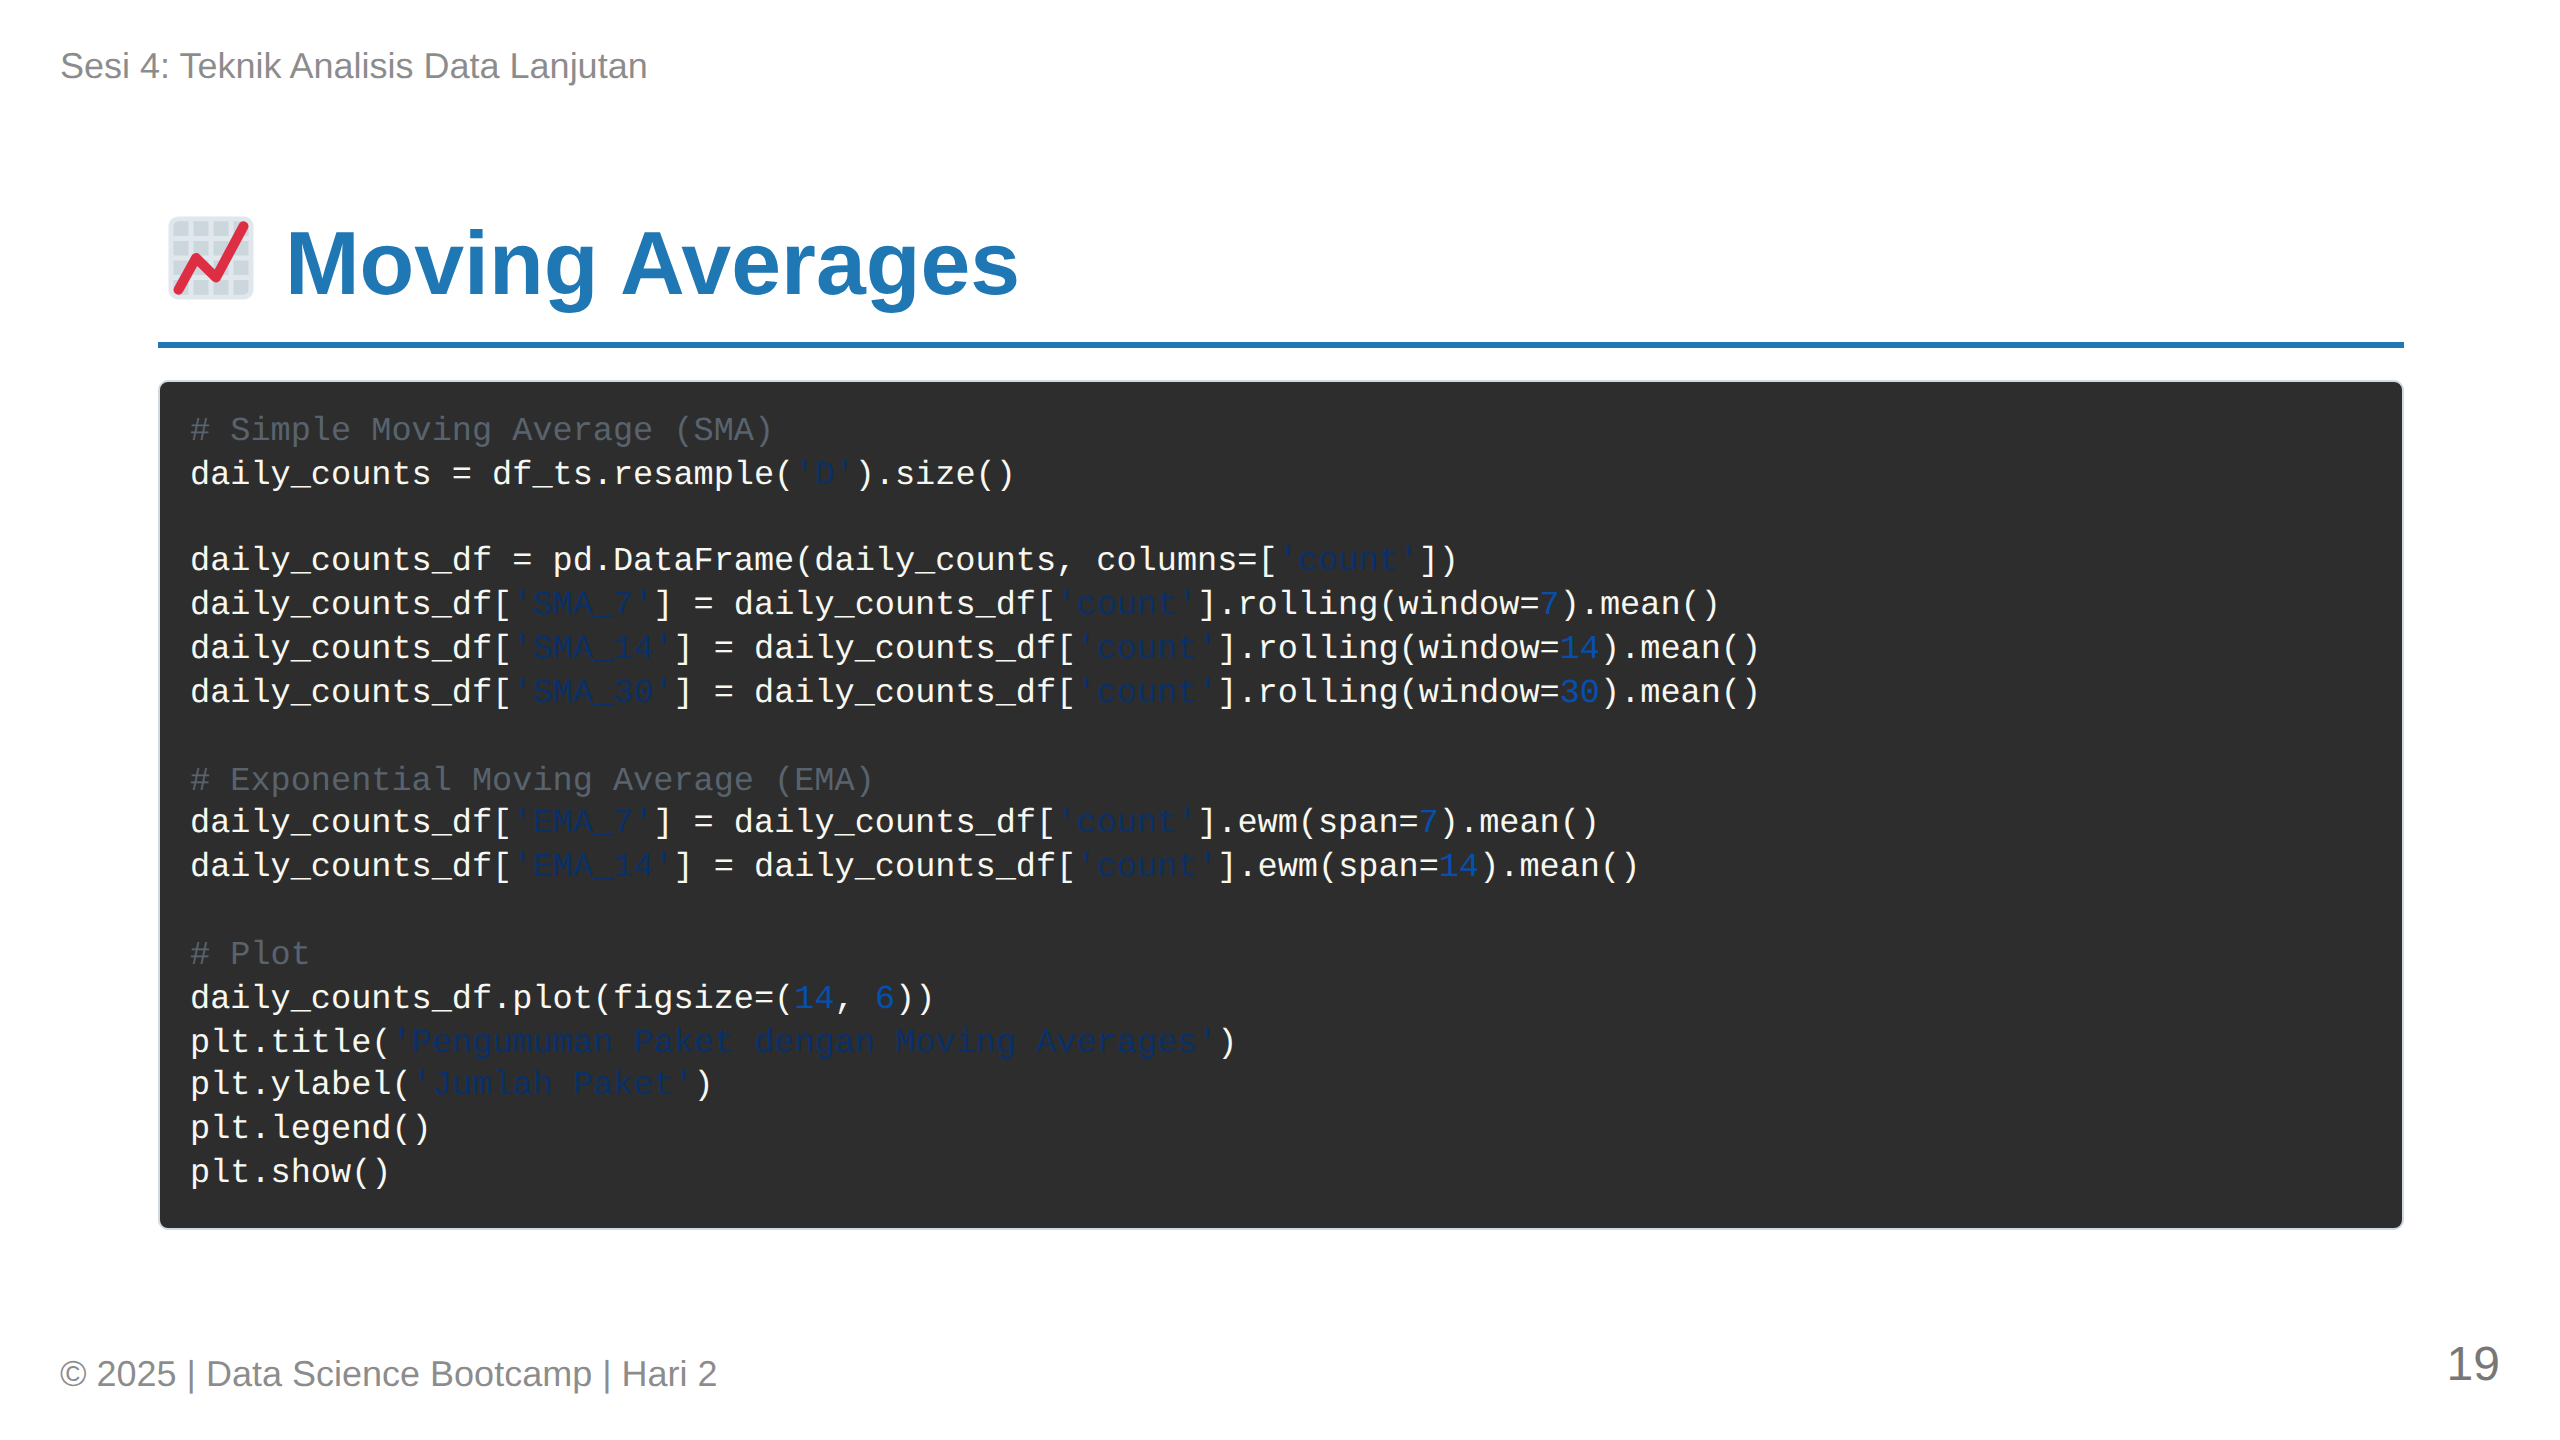 Sesi 4: Teknik Analisis Data Lanjutan
Moving Averages
# Simple Moving Average (SMA)
daily_counts = df_ts.resample('D').size()
daily_counts_df = pd.DataFrame(daily_counts, columns=['count'])
daily_counts_df['SMA_7'] = daily_counts_df['count'].rolling(window=7).mean()
daily_counts_df['SMA_14'] = daily_counts_df['count'].rolling(window=14).mean()
daily_counts_df['SMA_30'] = daily_counts_df['count'].rolling(window=30).mean()
# Exponential Moving Average (EMA)
daily_counts_df['EMA_7'] = daily_counts_df['count'].ewm(span=7).mean()
daily_counts_df['EMA_14'] = daily_counts_df['count'].ewm(span=14).mean()
# Plot
daily_counts_df.plot(figsize=(14, 6))
plt.title('Pengumuman Paket dengan Moving Averages')
plt.ylabel('Jumlah Paket')
plt.legend()
plt.show()
© 2025 | Data Science Bootcamp | Hari 2
19